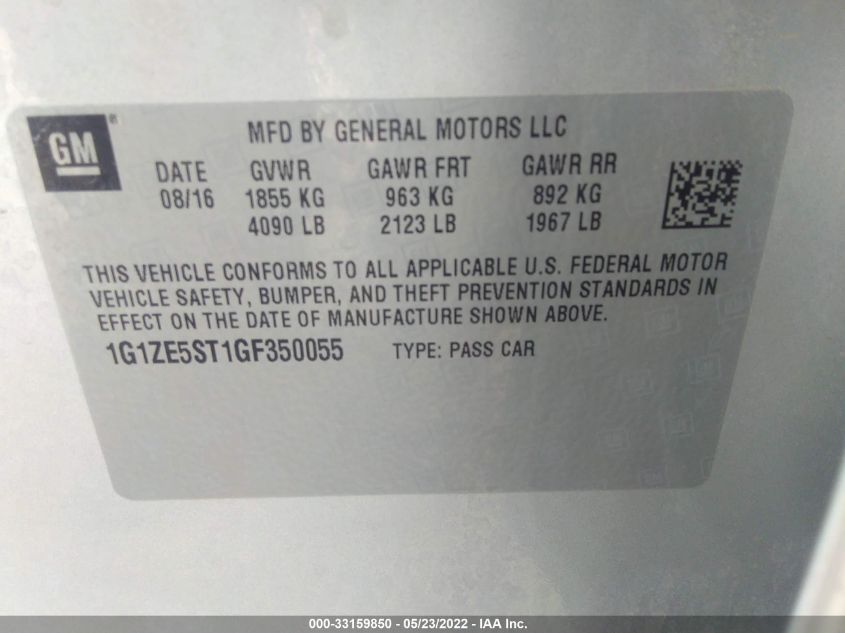 GM®
MFD BY GENERAL MOTORS LLC
DATE GVWR GAWR FRT GAWR RR
08/16 1855 KG 963 KG 892 KG
4090 LB 2123 LB 1967 LB
THIS VEHICLE CONFORMS TO ALL APPLICABLE U.S. FEDERAL MOTOR
VEHICLE SAFETY, BUMPER, AND THEFT PREVENTION STANDARDS IN
EFFECT ON THE DATE OF MANUFACTURE SHOWN ABOVE.
1G1ZE5ST1GF350055 TYPE: PASS CAR
000-33159850 - 05/23/2022 - IAA Inc.